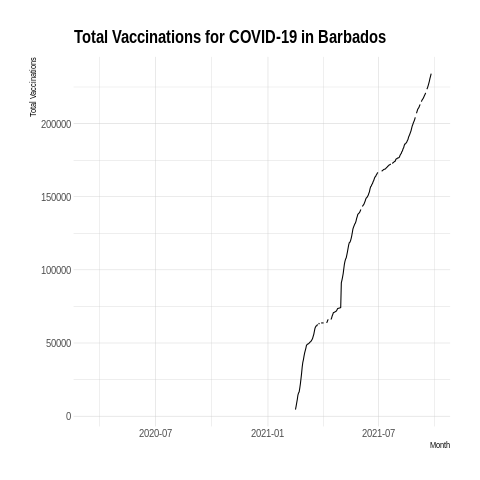 Total Vaccinations for COVID-19 in Barbados
Total Vaccinations
200000
150000
100000
50000
0
2020-07 2021-01 2021-07
Month